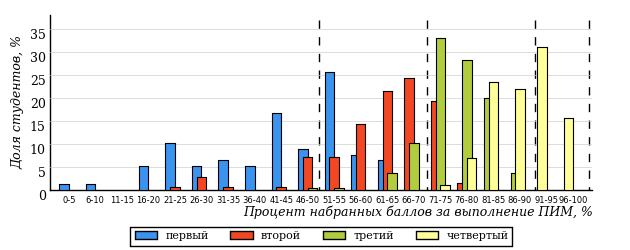 Доля студентов, %
35
30
25
20
15
10
5
0
0-5 6-10 11-15 16-20 21-25 26-30 31-35 36-40 41-45 46-50 51-55 56-60 61-65 66-70 71-75 76-80 81-85 86-90 91-95 96-100
Процент набранных баллов за выполнение ПИМ, %
первый второй третий четвертый